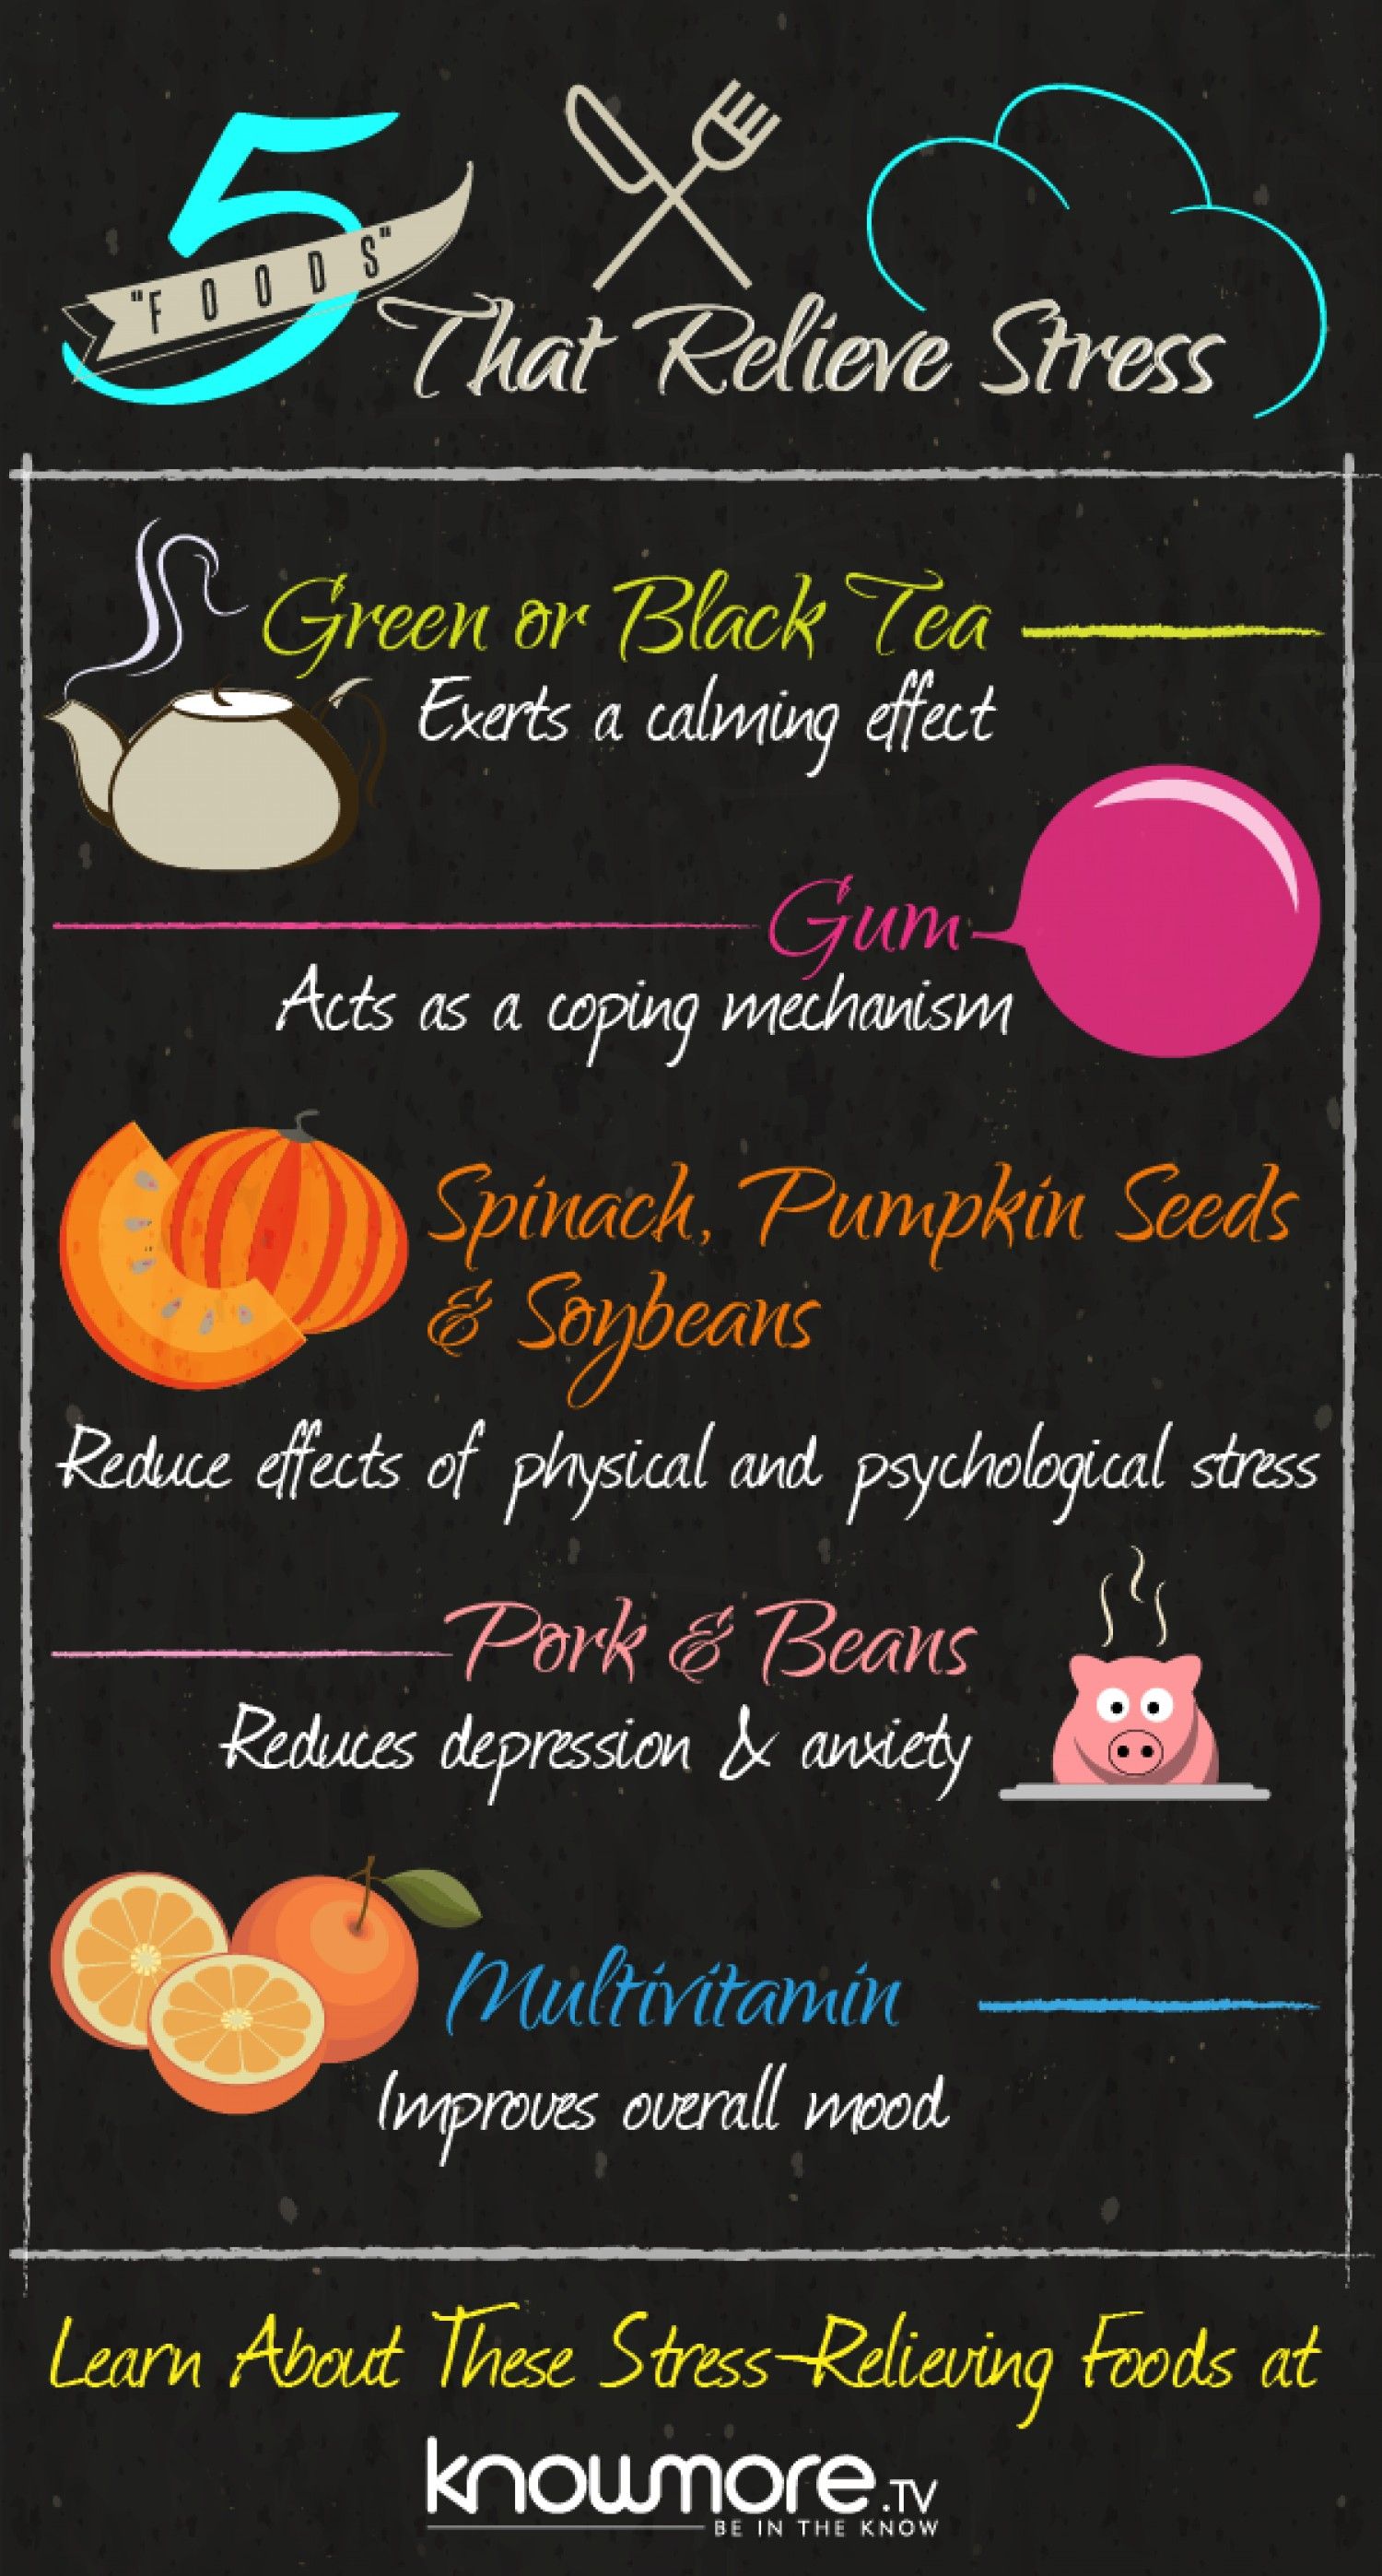 5
"FOODS"
That Relieve Stress
Green or Black Tea
Exerts a calming effect
Gum
Acts as a coping mechanism
Spinach, Pumpkin Seeds
& Soybeans
Reduce effects of physical and psychological stress
Pork & Beans
Reduces depression & anxiety
Multivitamin
Improves overall mood
Learn About These Stress-Relieving Foods at
knowmore.TV
BE IN THE KNOW